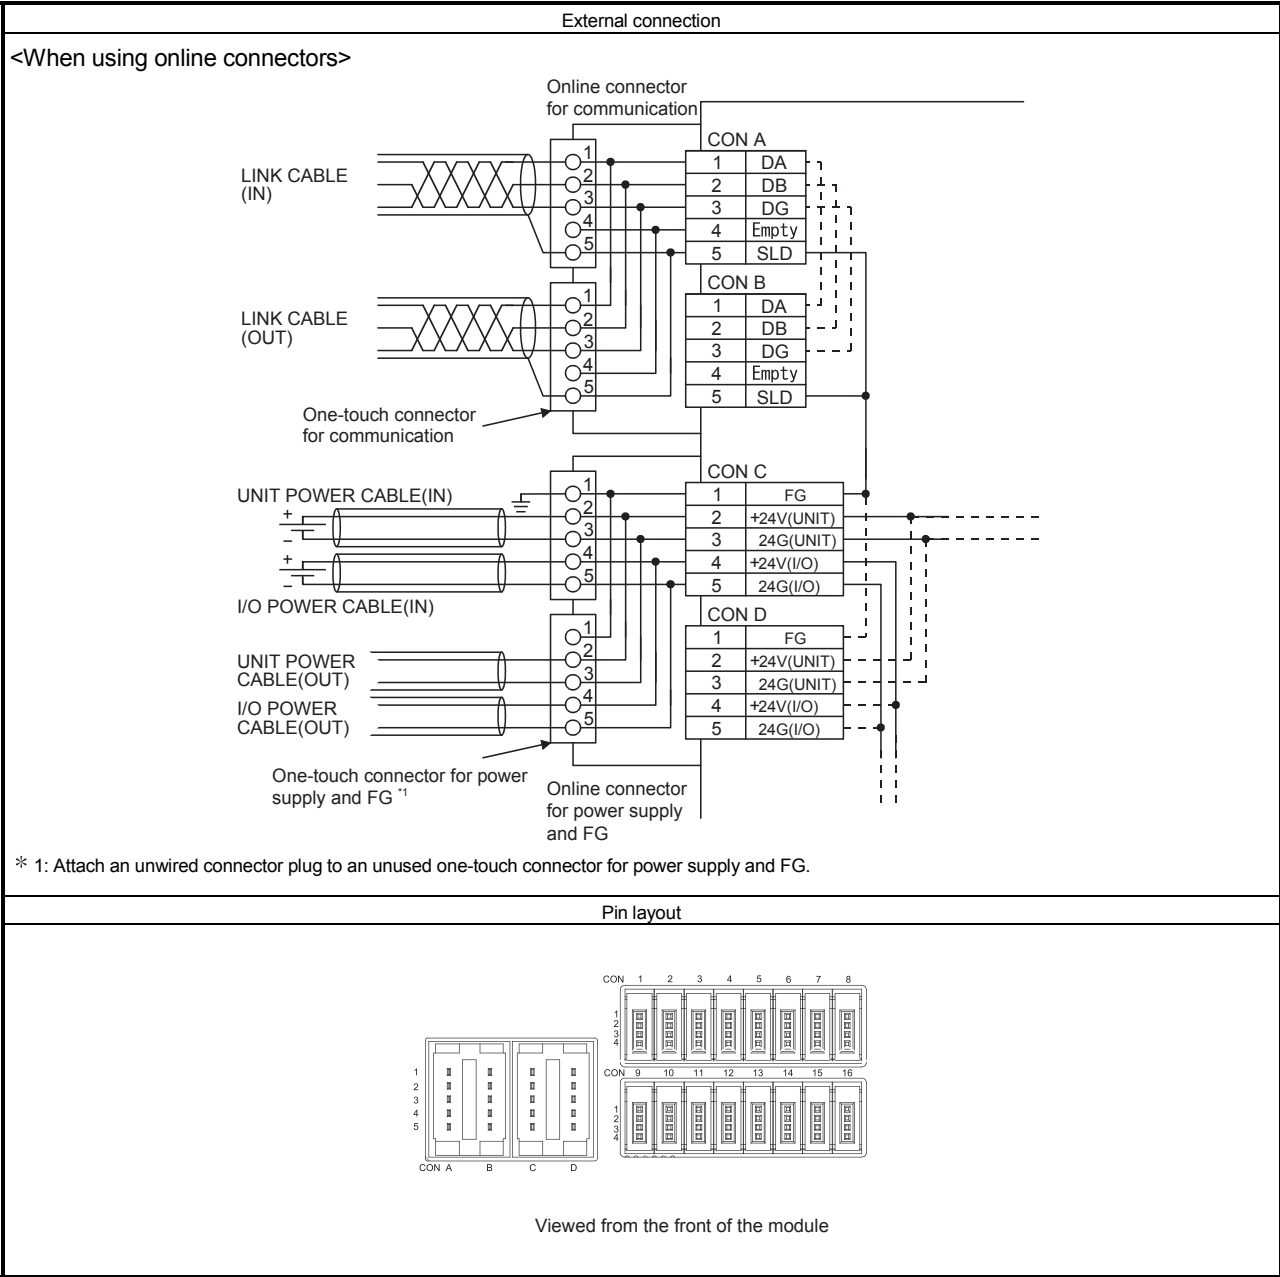 External connection
<When using online connectors>
Online connector
for communication
LINK CABLE
(IN)
1
2
3
4
5
CON A
1 DA
2 DB
3 DG
4 Empty
5 SLD
LINK CABLE
(OUT)
1
2
3
4
5
CON B
1 DA
2 DB
3 DG
4 Empty
5 SLD
One-touch connector
for communication
UNIT POWER CABLE(IN)
+
−
+
−
I/O POWER CABLE(IN)
1
2
3
4
5
CON C
1 FG
2 +24V(UNIT)
3 24G(UNIT)
4 +24V(I/O)
5 24G(I/O)
UNIT POWER
CABLE(OUT)
I/O POWER
CABLE(OUT)
1
2
3
4
5
CON D
1 FG
2 +24V(UNIT)
3 24G(UNIT)
4 +24V(I/O)
5 24G(I/O)
One-touch connector for power
supply and FG *1
Online connector
for power supply
and FG
＊ 1: Attach an unwired connector plug to an unused one-touch connector for power supply and FG.
Pin layout
CON 1 2 3 4 5 6 7 8
1
2
3
4
CON 9 10 11 12 13 14 15 16
1
2
3
4
1
2
3
4
5
CON A B C D
Viewed from the front of the module